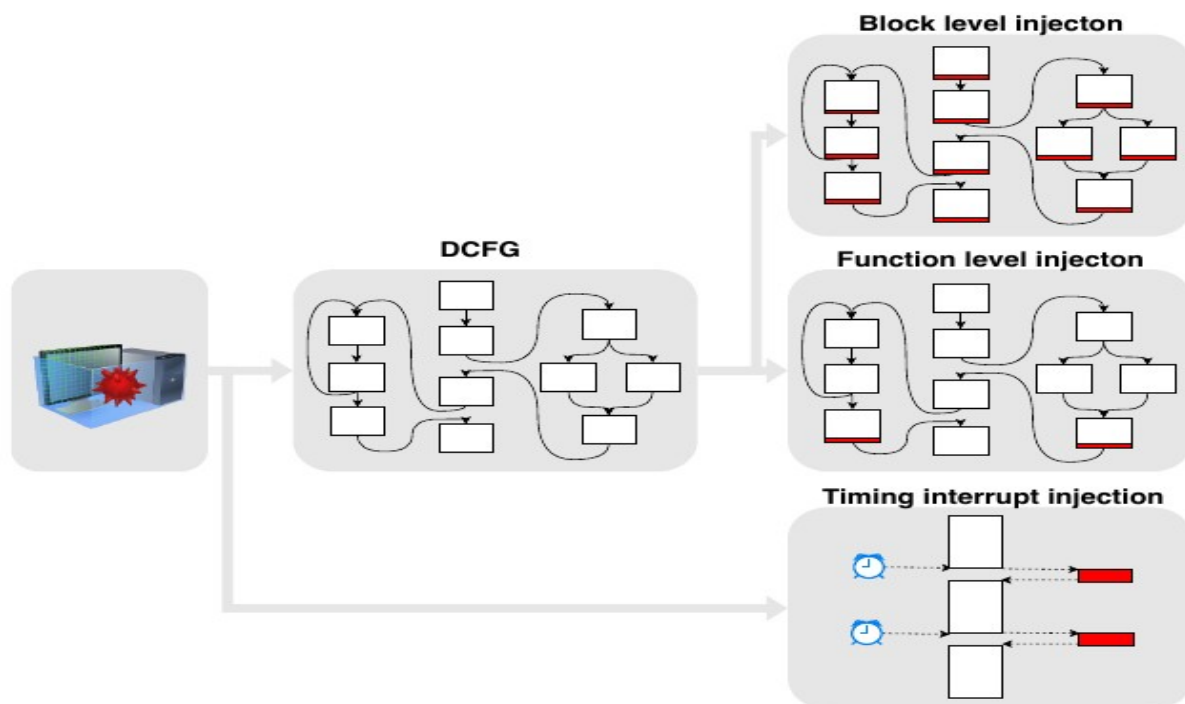 Block level injecton
DCFG
Function level injecton
Timing interrupt injection